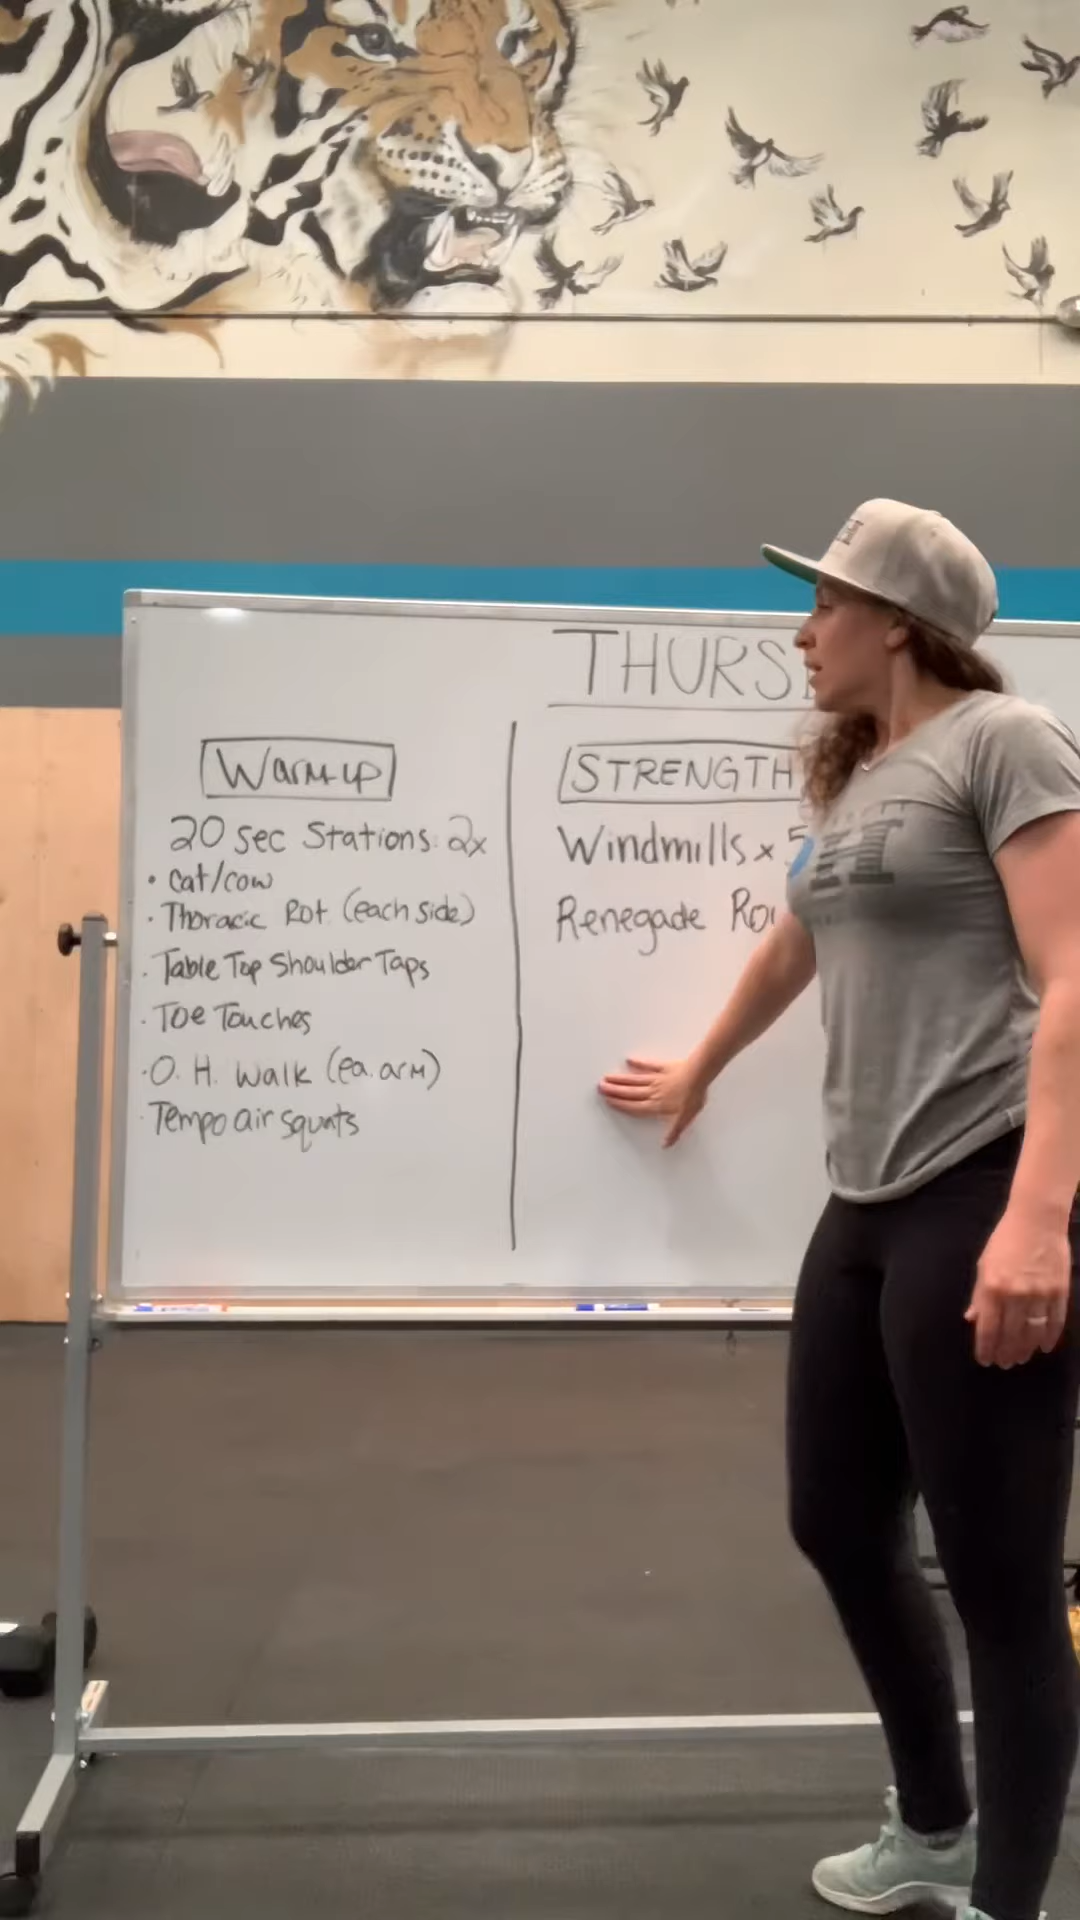 THURS
Warm-up
20 sec Stations: 2x
• cat/cow
· Thoracic Rot. (each side)
· Table Top Shoulder Taps
· Toe Touches
· O. H. Walk (ea. arm)
· Tempo air squats
STRENGTH
Windmills x 5
Renegade